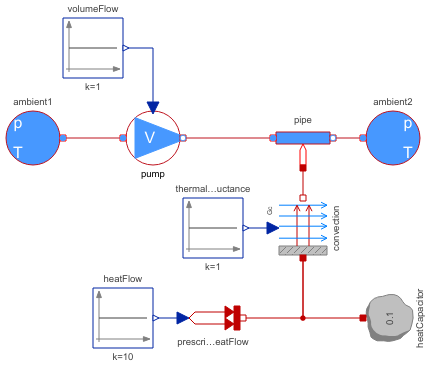 volumeFlow
k=1
ambient1
p
T
V
pump
pipe
ambient2
p
T
thermal...uctance
k=1
Gc
convection
heatFlow
k=10
prescri...eatFlow
0.1
heatCapacitor